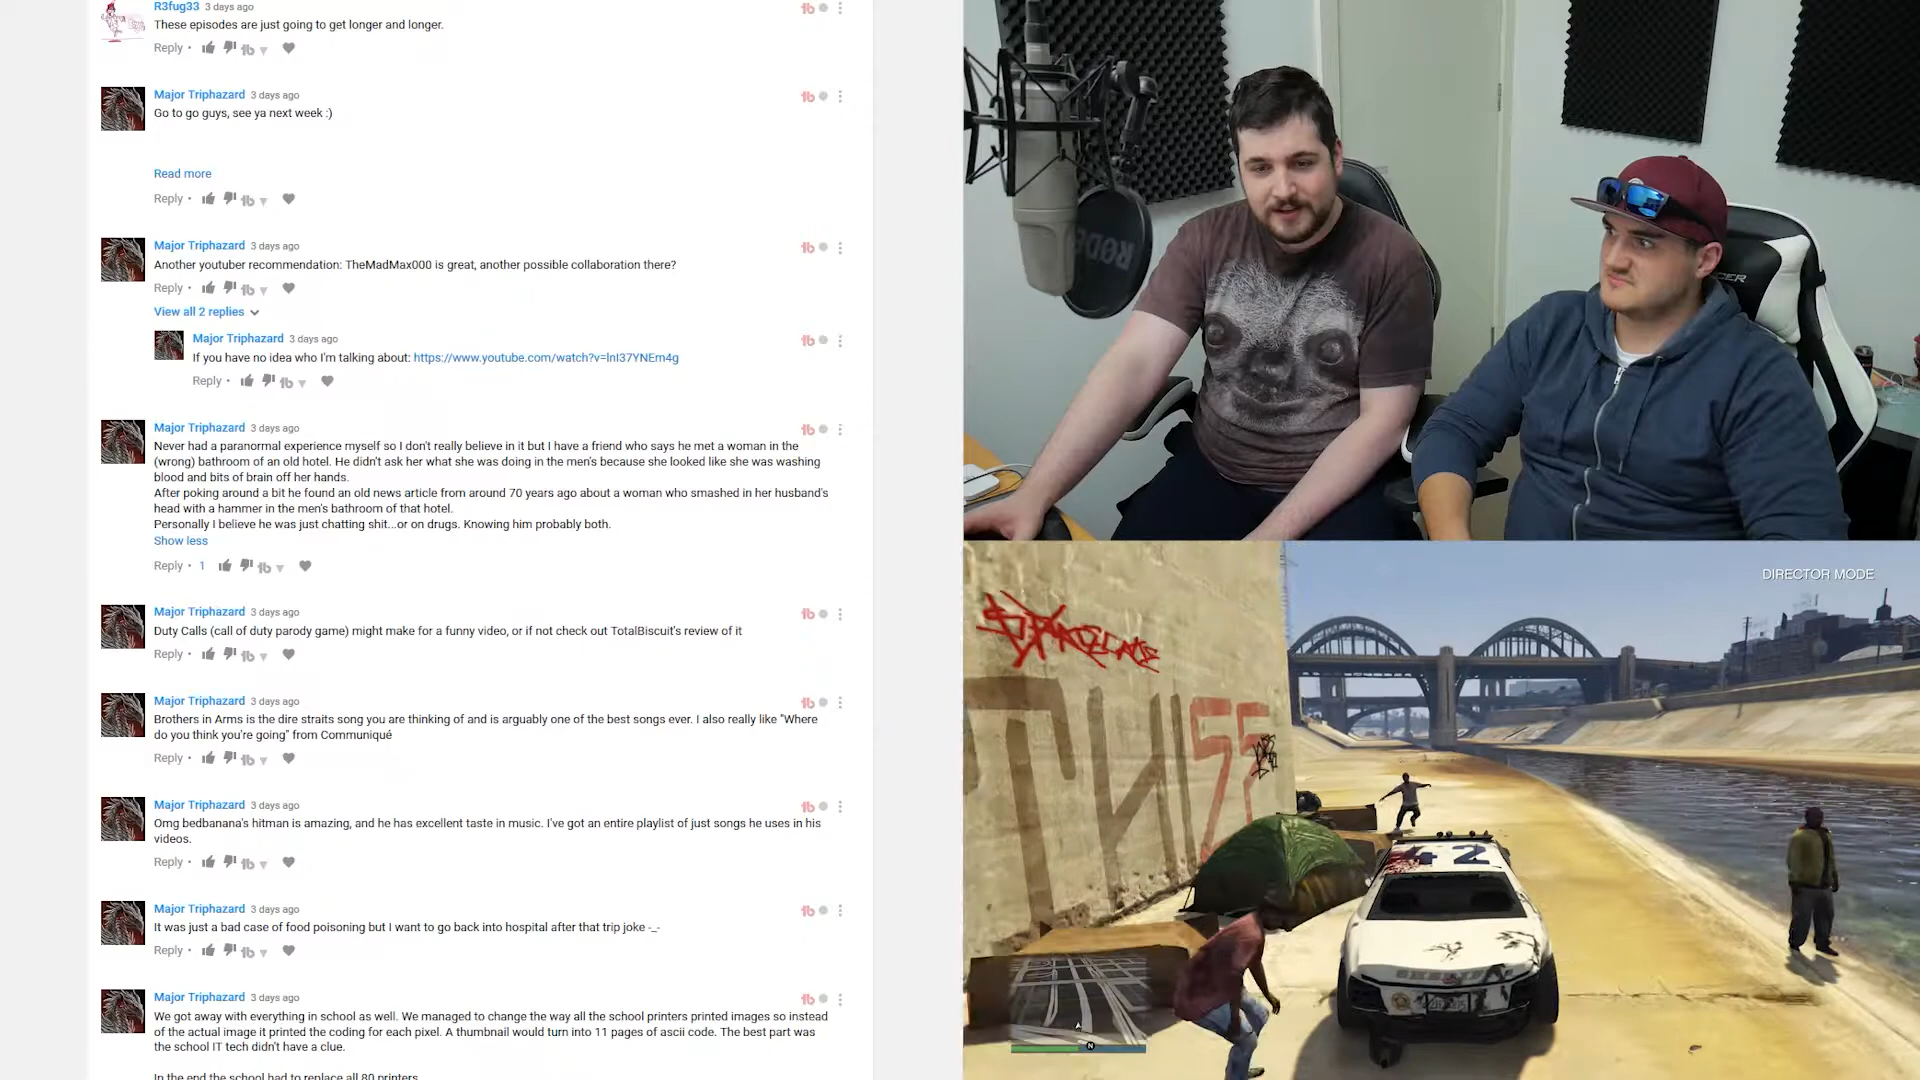 R3fug33 3 days ago
These episodes are just going to get longer and longer.
Reply •
Major Triphazard 3 days ago
Go to go guys, see ya next week :)
Read more
Reply •
Major Triphazard 3 days ago
Another youtuber recommendation: TheMadMax000 is great, another possible collaboration there?
Reply •
View all 2 replies
Major Triphazard 3 days ago
If you have no idea who I'm talking about: https://www.youtube.com/watch?v=lnI37YNEm4g
Reply •
Major Triphazard 3 days ago
Never had a paranormal experience myself so I don't really believe in it but I have a friend who says he met a woman in the
(wrong) bathroom of an old hotel. He didn't ask her what she was doing in the men's because she looked like she was washing
blood and bits of brain off her hands.
After poking around a bit he found an old news article from around 70 years ago about a woman who smashed in her husband's
head with a hammer in the men's bathroom of that hotel.
Personally I believe he was just chatting shit...or on drugs. Knowing him probably both.
Show less
Reply • 1
Major Triphazard 3 days ago
Duty Calls (call of duty parody game) might make for a funny video, or if not check out TotalBiscuit's review of it
Reply •
Major Triphazard 3 days ago
Brothers in Arms is the dire straits song you are thinking of and is arguably one of the best songs ever. I also really like "Where
do you think you're going" from Communiqué
Reply •
Major Triphazard 3 days ago
Omg bedbanana's hitman is amazing, and he has excellent taste in music. I've got an entire playlist of just songs he uses in his
videos.
Reply •
Major Triphazard 3 days ago
It was just a bad case of food poisoning but I want to go back into hospital after that trip joke -_-
Reply •
Major Triphazard 3 days ago
We got away with everything in school as well. We managed to change the way all the school printers printed images so instead
of the actual image it printed the coding for each pixel. A thumbnail would turn into 11 pages of ascii code. The best part was
the school IT tech didn't have a clue.
In the end the school had to replace all 80 printers
RØDE
DIRECTOR MODE
42
N